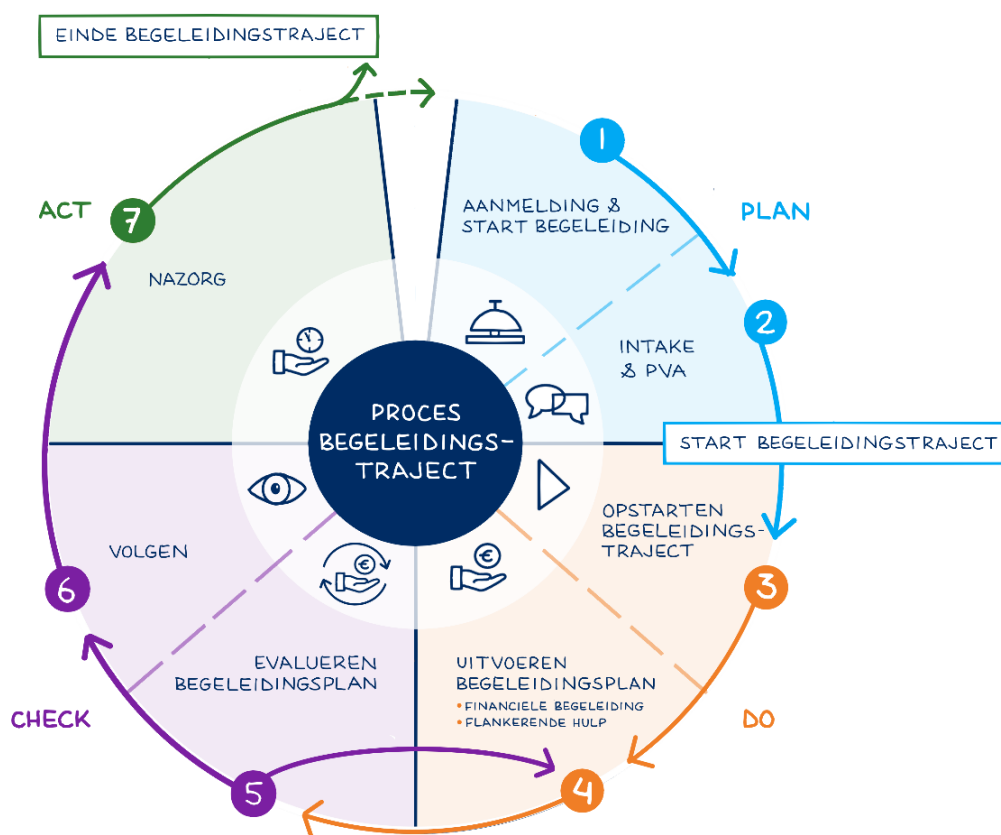 EINDE BEGELEIDINGSTRAJECT
1
PLAN
AANMELDING &
START BEGELEIDING
2
INTAKE
& PVA
START BEGELEIDINGSTRAJECT
OPSTARTEN
BEGELEIDINGS-
TRAJECT
3
DO
UITVOEREN
BEGELEIDINGSPLAN
• FINANCIELE BEGELEIDING
• FLANKERENDE HULP
4
EVALUEREN
BEGELEIDINGSPLAN
5
CHECK
VOLGEN
6
ACT
7
NAZORG
PROCES
BEGELEIDINGS-
TRAJECT
€
€